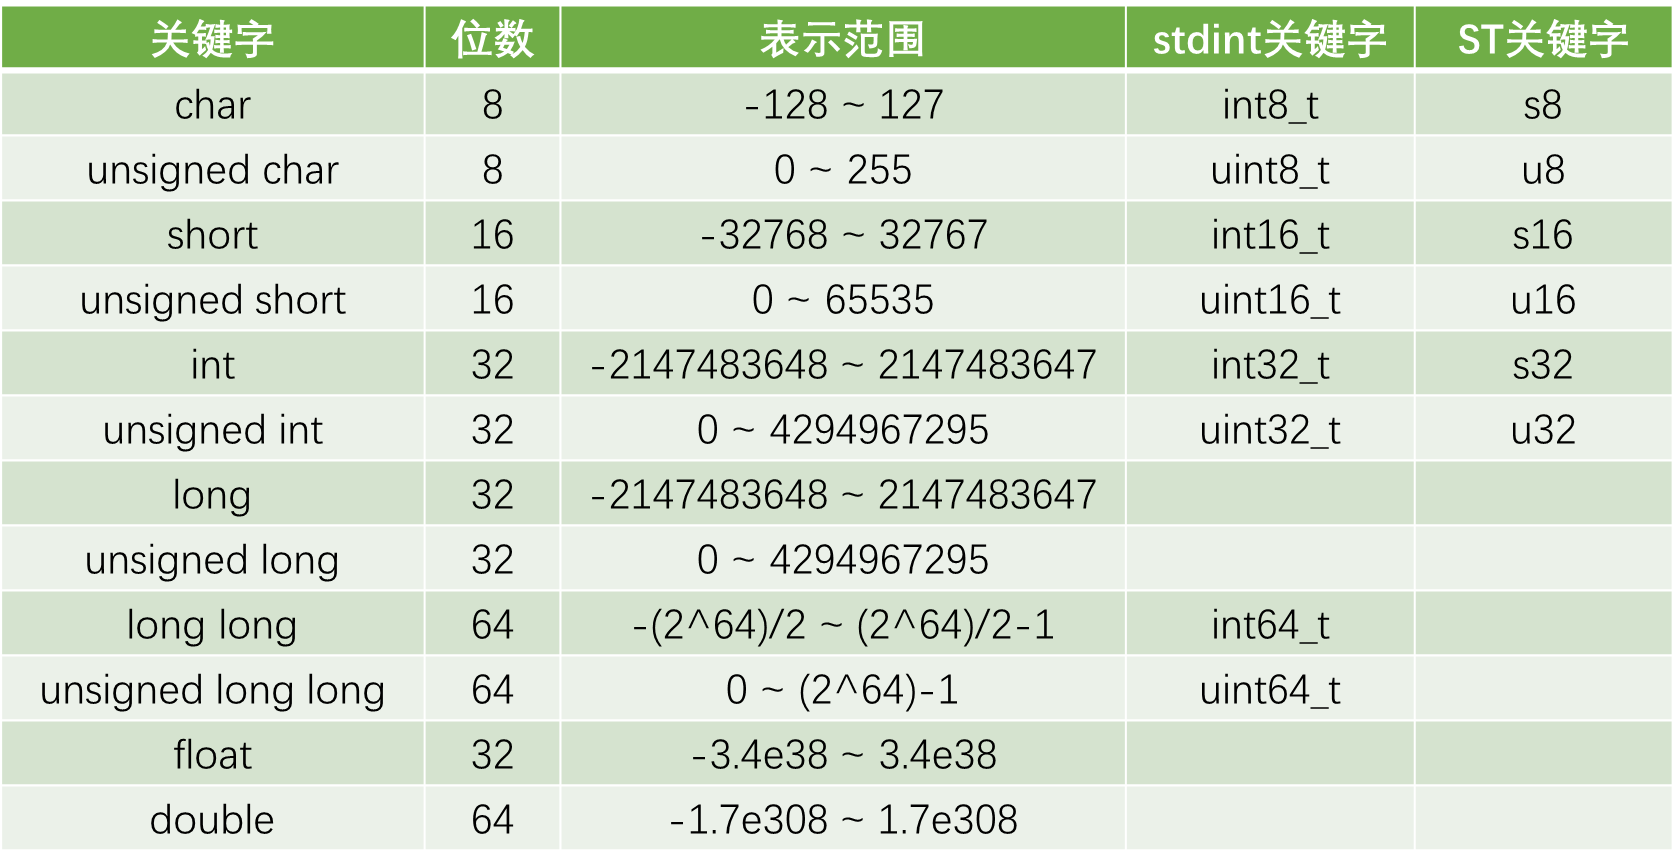 关键字 位数 表示范围 stdint关键字 ST关键字
char 8 -128 ~ 127 int8_t s8
unsigned char 8 0 ~ 255 uint8_t u8
short 16 -32768 ~ 32767 int16_t s16
unsigned short 16 0 ~ 65535 uint16_t u16
int 32 -2147483648 ~ 2147483647 int32_t s32
unsigned int 32 0 ~ 4294967295 uint32_t u32
long 32 -2147483648 ~ 2147483647
unsigned long 32 0 ~ 4294967295
long long 64 -(2^64)/2 ~ (2^64)/2-1 int64_t
unsigned long long 64 0 ~ (2^64)-1 uint64_t
float 32 -3.4e38 ~ 3.4e38
double 64 -1.7e308 ~ 1.7e308